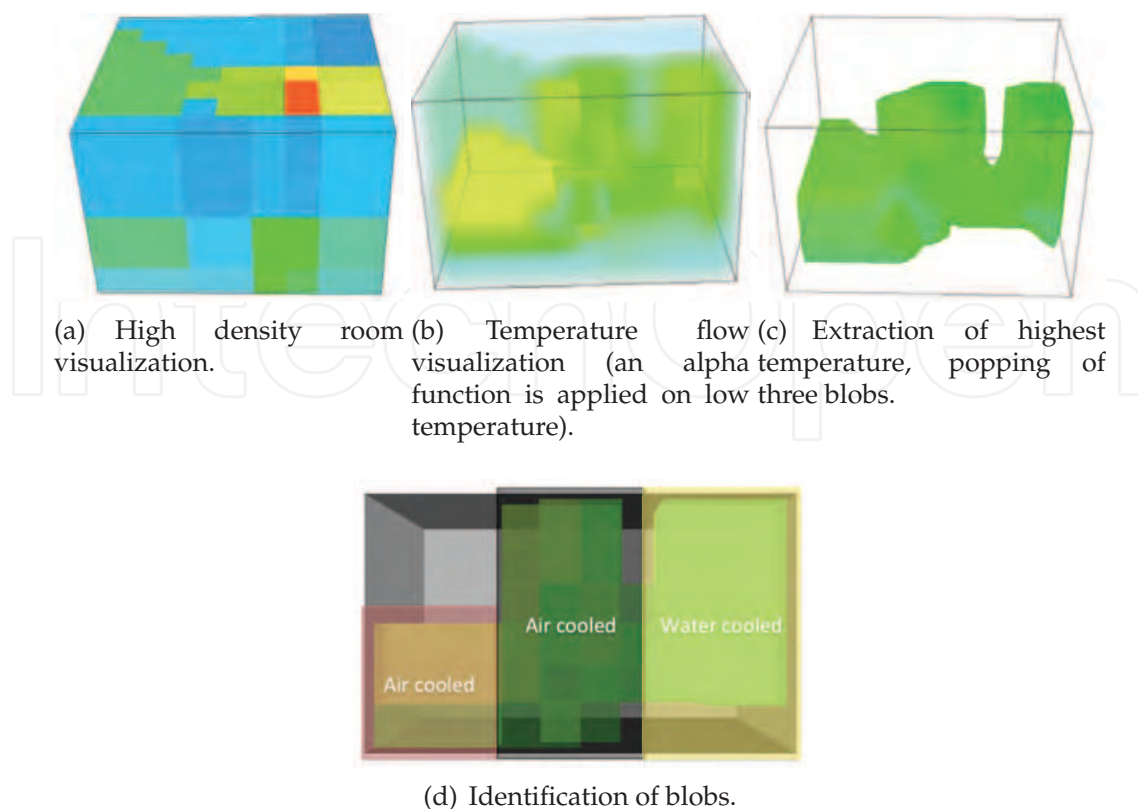 (a) High density room visualization.
(b) Temperature flow visualization (an alpha function is applied on low temperature).
(c) Extraction of highest temperature, popping of three blobs.
Air cooled
Air cooled
Water cooled
(d) Identification of blobs.
IntechOpen